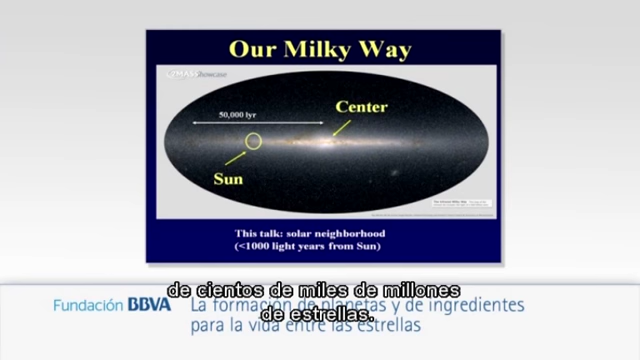 Our Milky Way
2MASS Showcase
50,000 lyr
Center
Sun
This talk: solar neighborhood
(<1000 light years from Sun)
de cientos de miles de millones
de estrellas.
Fundación BBVA
La formación de planetas y de ingredientes
para la vida entre las estrellas